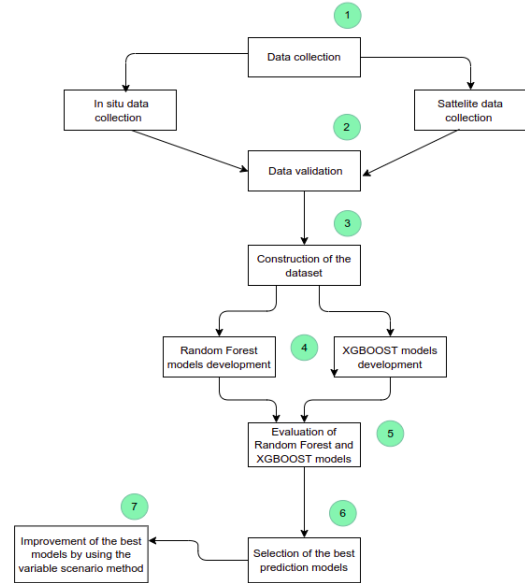 1
Data collection
In situ data
collection
Sattelite data
collection
2
Data validation
3
Construction of the
dataset
Random Forest
models development
4
XGBOOST models
development
Evaluation of
Random Forest and
XGBOOST models
5
6
7
Improvement of the best
models by using the
variable scenario method
Selection of the best
prediction models